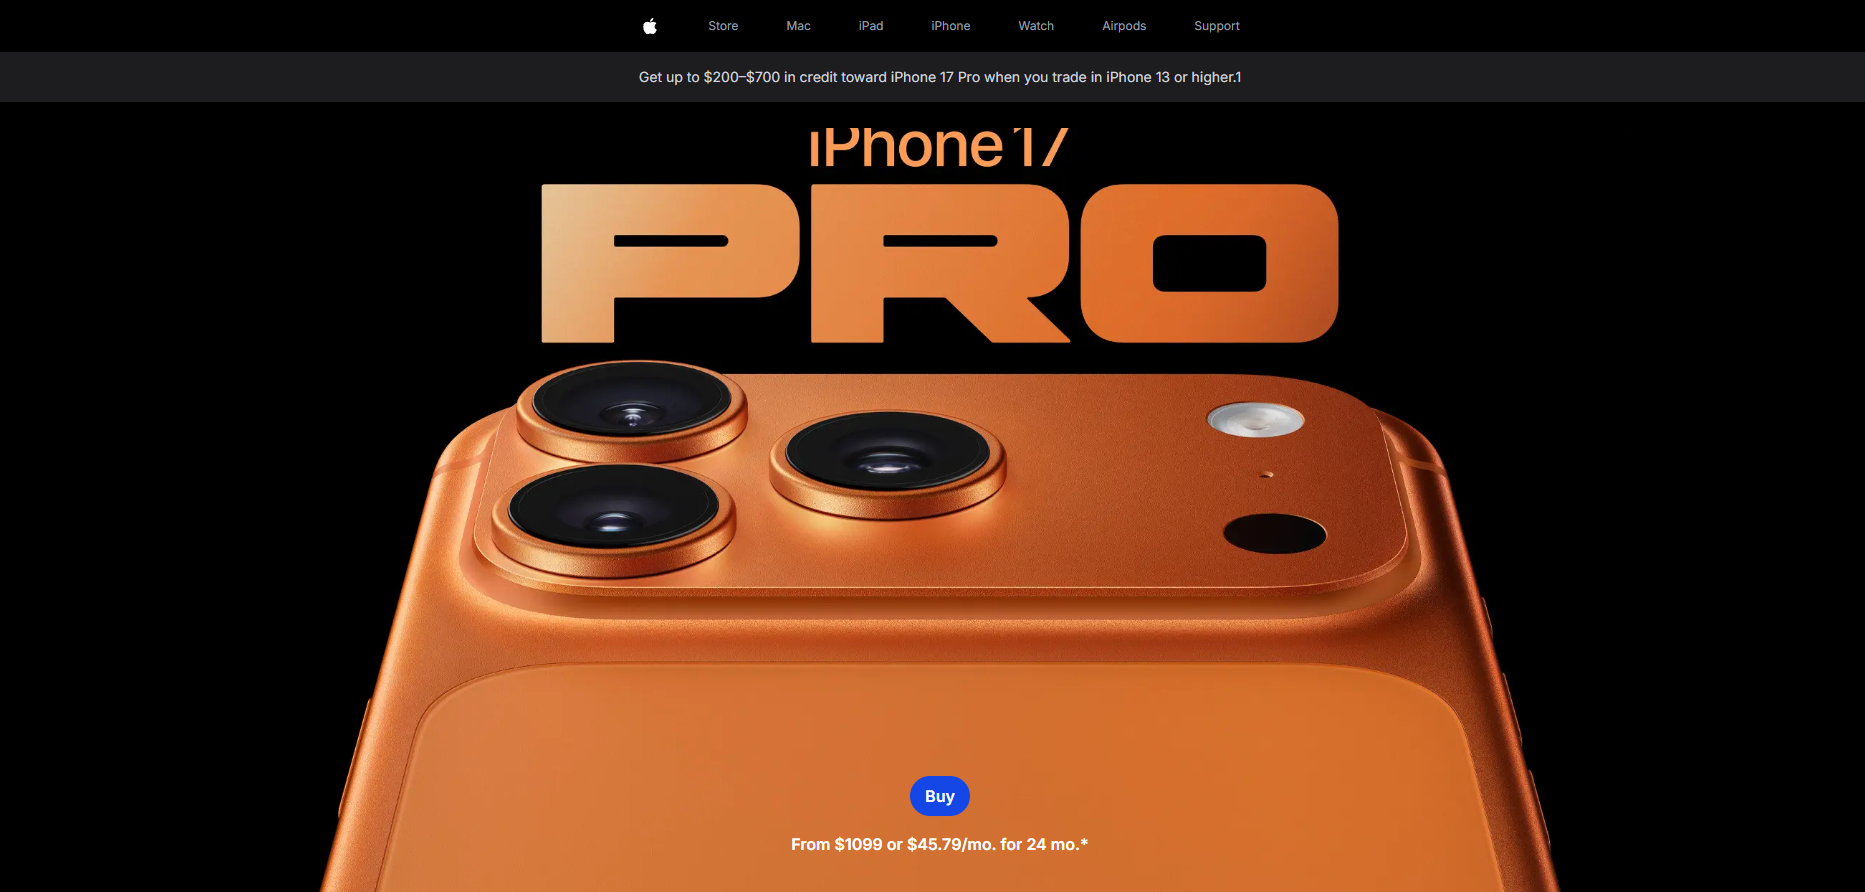 Store Mac iPad iPhone Watch Airpods Support
Get up to $200–$700 in credit toward iPhone 17 Pro when you trade in iPhone 13 or higher.1
iPhone 17
PRO
Buy
From $1099 or $45.79/mo. for 24 mo.*